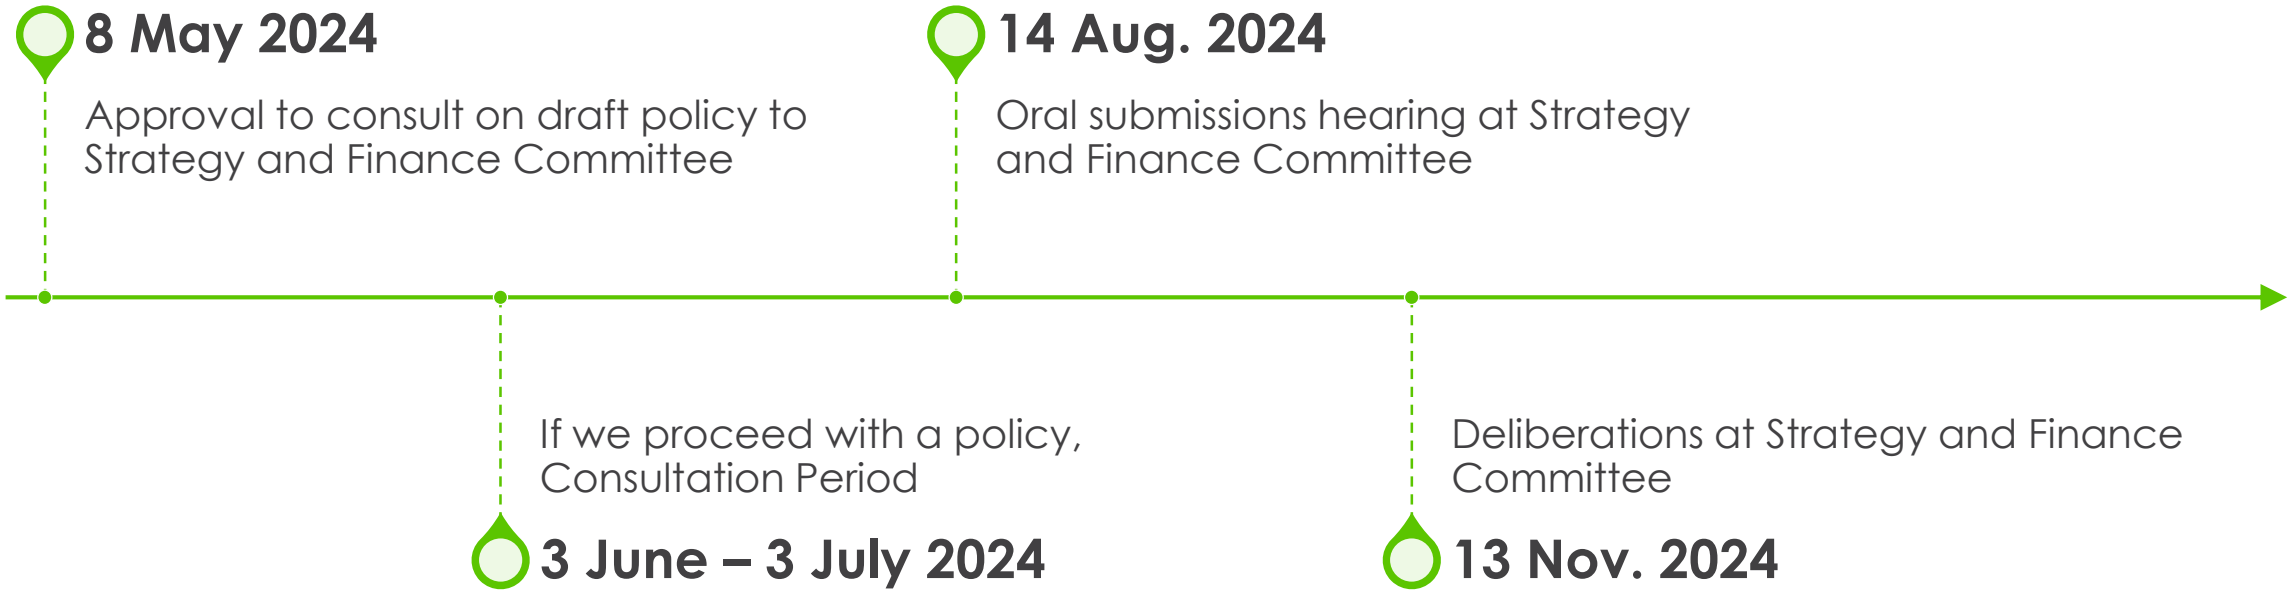 8 May 2024
Approval to consult on draft policy to
Strategy and Finance Committee
3 June – 3 July 2024
If we proceed with a policy,
Consultation Period
14 Aug. 2024
Oral submissions hearing at Strategy
and Finance Committee
13 Nov. 2024
Deliberations at Strategy and Finance
Committee